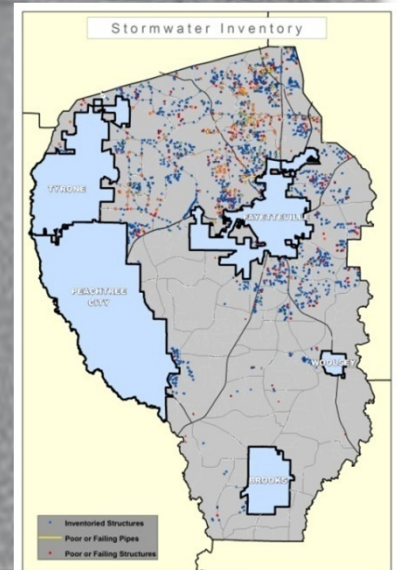 Stormwater Inventory
TYRONE
FAYETTEVILLE
PEACHTREE
CITY
WOOLSEY
BROOKS
Inventoried Structures
Poor or Failing Pipes
Poor or Failing Structures